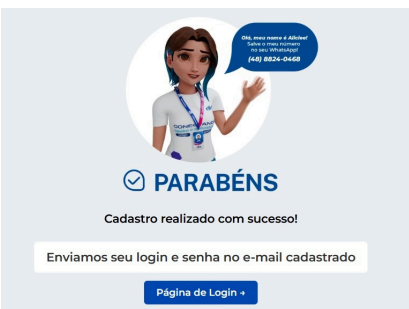 Olá, meu nome é Aliciee!
Salve o meu número
no seu WhatsApp!
(48) 8824-0468
PARABÉNS
Cadastro realizado com sucesso!
Enviamos seu login e senha no e-mail cadastrado
Página de Login →